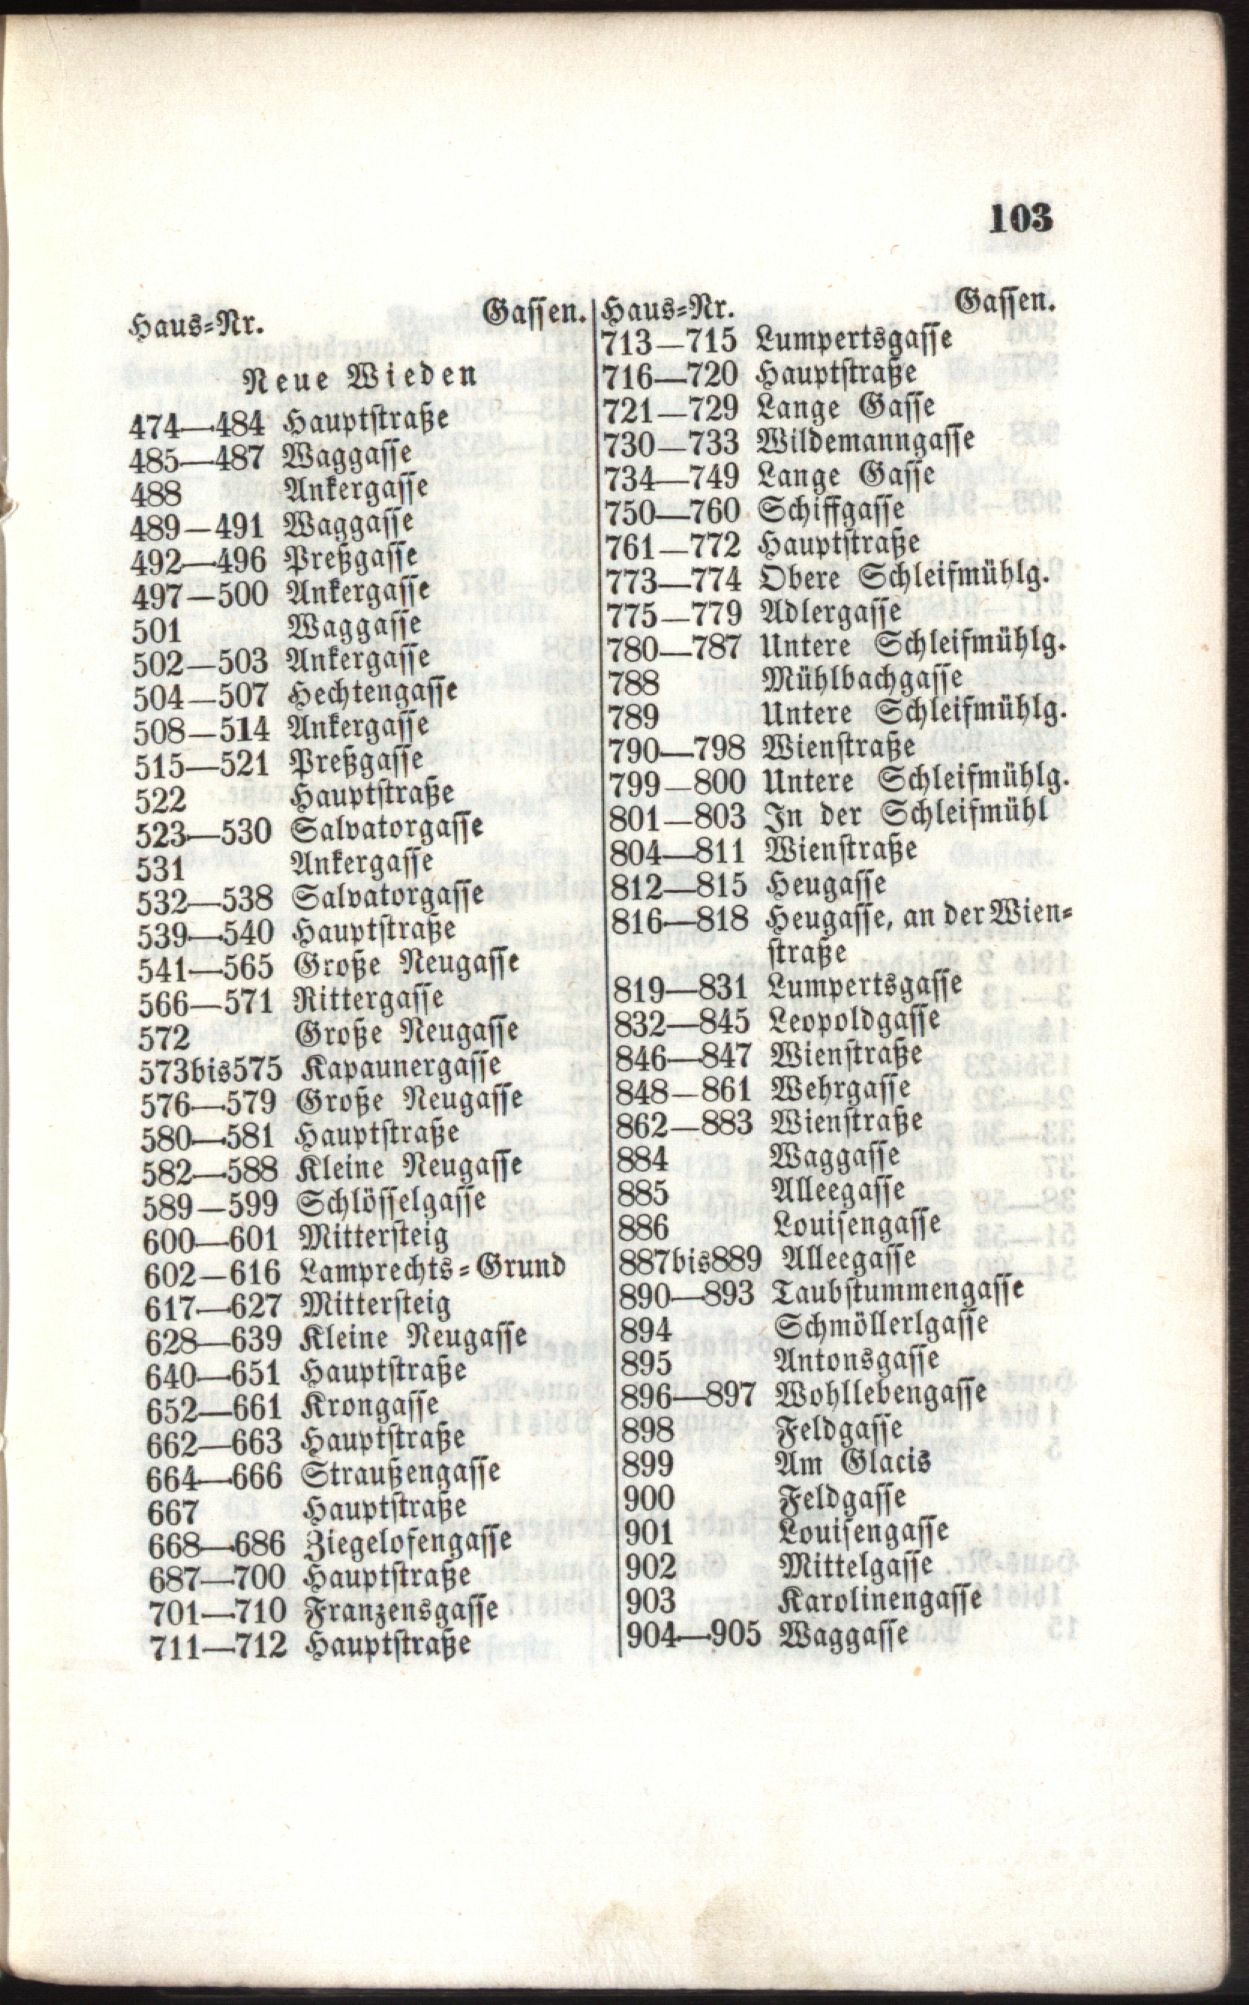 103
Haus-Nr. Gassen.
Neue Wieden
474—484 Hauptstraße
485—487 Waggasse
488 Ankergasse
489—491 Waggasse
492—496 Preßgasse
497—500 Ankergasse
501 Waggasse
502—503 Ankergasse
504—507 Hechtengasse
508—514 Ankergasse
515—521 Preßgasse
522 Hauptstraße
523—530 Salvatorgasse
531 Ankergasse
532—538 Salvatorgasse
539—540 Hauptstraße
541—565 Große Neugasse
566—571 Rittergasse
572 Große Neugasse
573bis575 Kapaunergasse
576—579 Große Neugasse
580—581 Hauptstraße
582—588 Kleine Neugasse
589—599 Schlösselgasse
600—601 Mittersteig
602—616 Lamprechts-Grund
617—627 Mittersteig
628—639 Kleine Neugasse
640—651 Hauptstraße
652—661 Krongasse
662—663 Hauptstraße
664—666 Straußengasse
667 Hauptstraße
668—686 Ziegelofengasse
687—700 Hauptstraße
701—710 Franzensgasse
711—712 Hauptstraße
Haus-Nr. Gassen.
713—715 Lumpertsgasse
716—720 Hauptstraße
721—729 Lange Gasse
730—733 Wildemanngasse
734—749 Lange Gasse
750—760 Schiffgasse
761—772 Hauptstraße
773—774 Obere Schleifmühlg.
775—779 Adlergasse
780—787 Untere Schleifmühlg.
788 Mühlbachgasse
789 Untere Schleifmühlg.
790—798 Wienstraße
799—800 Untere Schleifmühlg.
801—803 In der Schleifmühl
804—811 Wienstraße
812—815 Heugasse
816—818 Heugasse, an der Wien-
straße
819—831 Lumpertsgasse
832—845 Leopoldgasse
846—847 Wienstraße
848—861 Wehrgasse
862—883 Wienstraße
884 Waggasse
885 Alleegasse
886 Louisengasse
887bis889 Alleegasse
890—893 Taubstummengasse
894 Schmöllerlgasse
895 Antonsgasse
896—897 Wohllebengasse
898 Feldgasse
899 Am Glacis
900 Feldgasse
901 Louisengasse
902 Mittelgasse
903 Karolinengasse
904—905 Waggasse